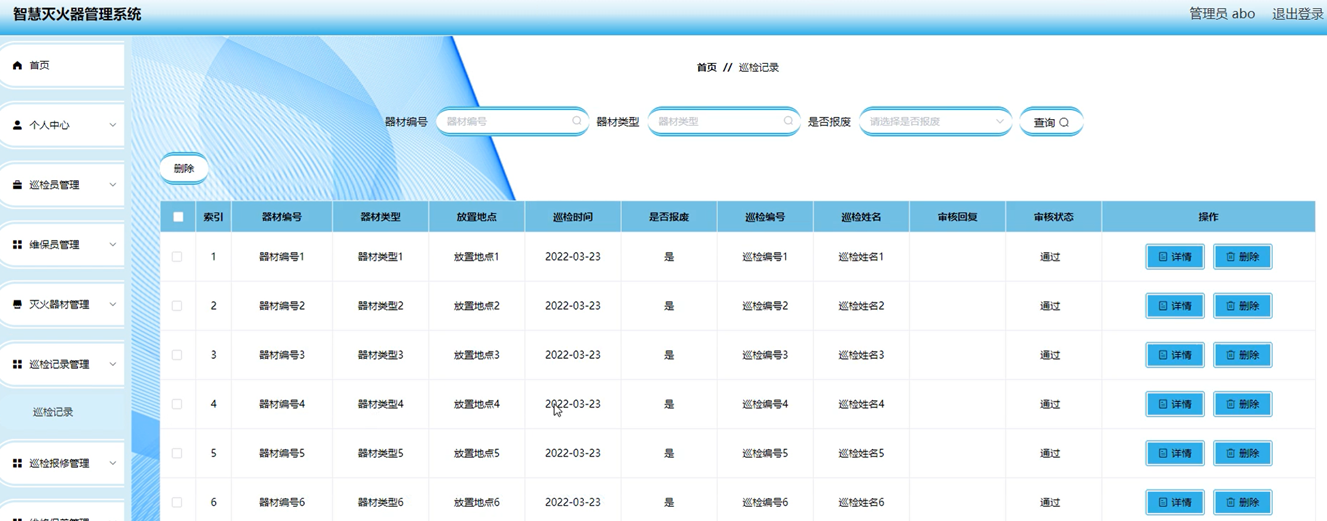 智慧灭火器管理系统
管理员 abo 退出登录
首页
个人中心
巡检员管理
维保员管理
灭火器材管理
巡检记录管理
巡检记录
巡检报修管理
首页 // 巡检记录
器材编号 器材编号 器材类型 器材类型 是否报废 请选择是否报废 查询
删除
索引 器材编号 器材类型 放置地点 巡检时间 是否报废 巡检编号 巡检姓名 审核回复 审核状态 操作
1 器材编号1 器材类型1 放置地点1 2022-03-23 是 巡检编号1 巡检姓名1 通过 详情 删除
2 器材编号2 器材类型2 放置地点2 2022-03-23 是 巡检编号2 巡检姓名2 通过 详情 删除
3 器材编号3 器材类型3 放置地点3 2022-03-23 是 巡检编号3 巡检姓名3 通过 详情 删除
4 器材编号4 器材类型4 放置地点4 2022-03-23 是 巡检编号4 巡检姓名4 通过 详情 删除
5 器材编号5 器材类型5 放置地点5 2022-03-23 是 巡检编号5 巡检姓名5 通过 详情 删除
6 器材编号6 器材类型6 放置地点6 2022-03-23 是 巡检编号6 巡检姓名6 通过 详情 删除